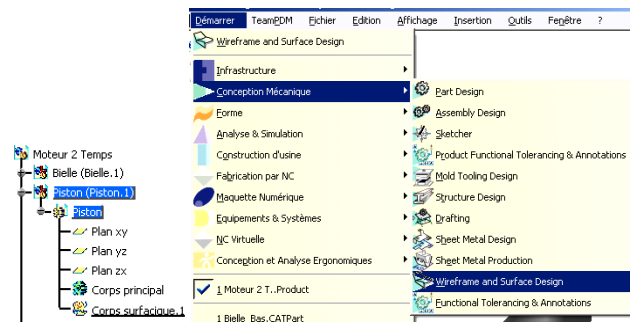 Démarrer TeamPDM Fichier Edition Affichage Insertion Outils Fenêtre ?
Wireframe and Surface Design
Infrastructure
Conception Mécanique
Forme
Analyse & Simulation
Construction d'usine
Fabrication par NC
Maquette Numérique
Equipements & Systèmes
NC Virtuelle
Conception et Analyse Ergonomiques
1 Moteur 2 T..Product
1 Bielle_Bas.CATPart
Part Design
Assembly Design
Sketcher
Product Functional Tolerancing & Annotations
Mold Tooling Design
Structure Design
Drafting
Sheet Metal Design
Sheet Metal Production
Wireframe and Surface Design
Functional Tolerancing & Annotations
Moteur 2 Temps
Bielle (Bielle.1)
Piston (Piston.1)
Piston
Plan xy
Plan yz
Plan zx
Corps principal
Corps surfacique.1